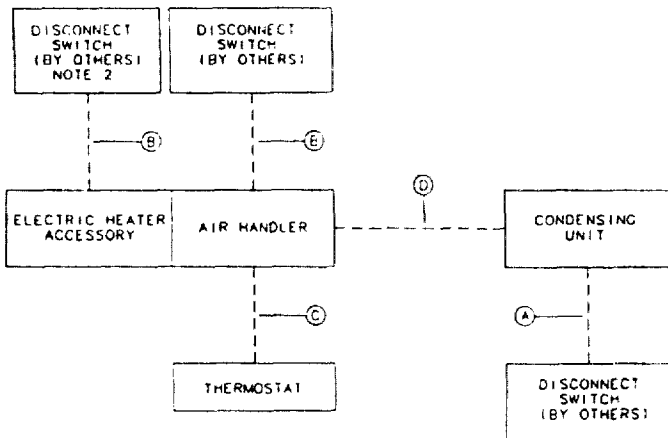 DISCONNECT
SWITCH
(BY OTHERS)
NOTE 2
DISCONNECT
SWITCH
(BY OTHERS)
B
E
D
ELECTRIC HEATER
ACCESSORY
AIR HANDLER
CONDENSING
UNIT
C
A
THERMOSTAT
DISCONNECT
SWITCH
(BY OTHERS)